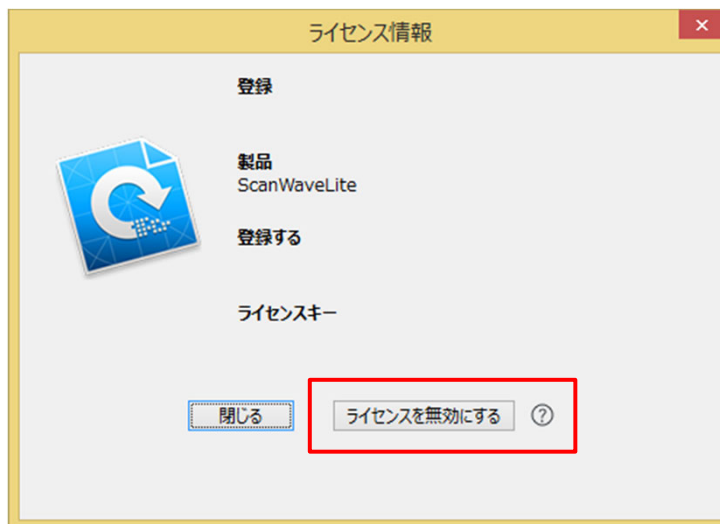 ライセンス情報
登録
製品
ScanWaveLite
登録する
ライセンスキー
閉じる
ライセンスを無効にする ?